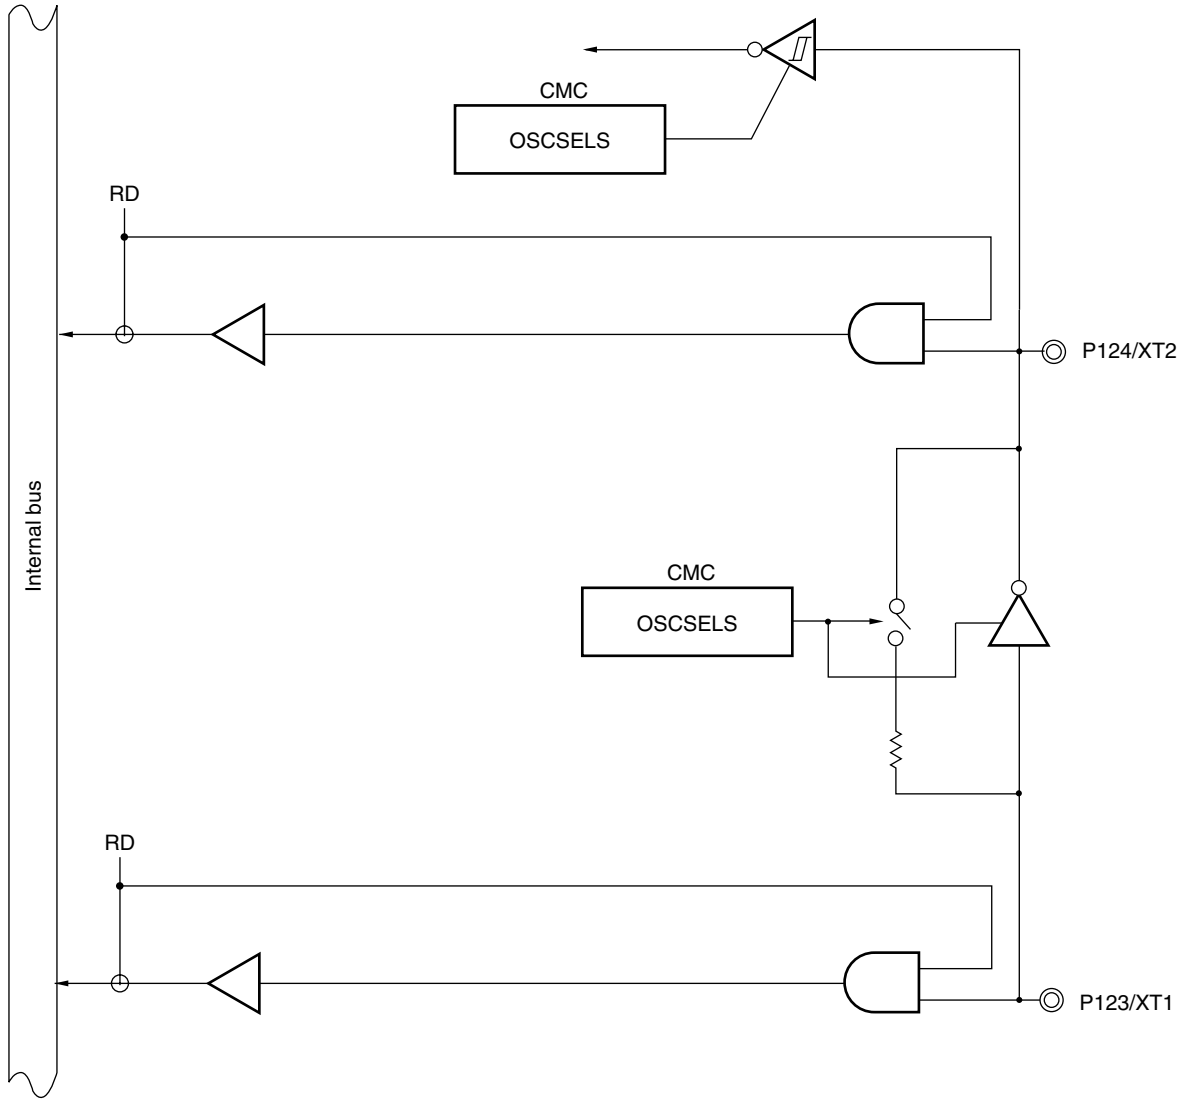 CMC
OSCSELS
RD
P124/XT2
Internal bus
CMC
OSCSELS
RD
P123/XT1